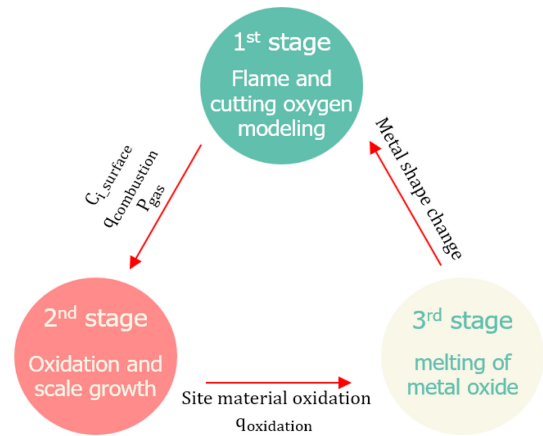 1st stage
Flame and
cutting oxygen
modeling
Ci_surface
qcombustion
Pgas
Metal shape change
2nd stage
Oxidation and
scale growth
3rd stage
melting of
metal oxide
Site material oxidation
qoxidation